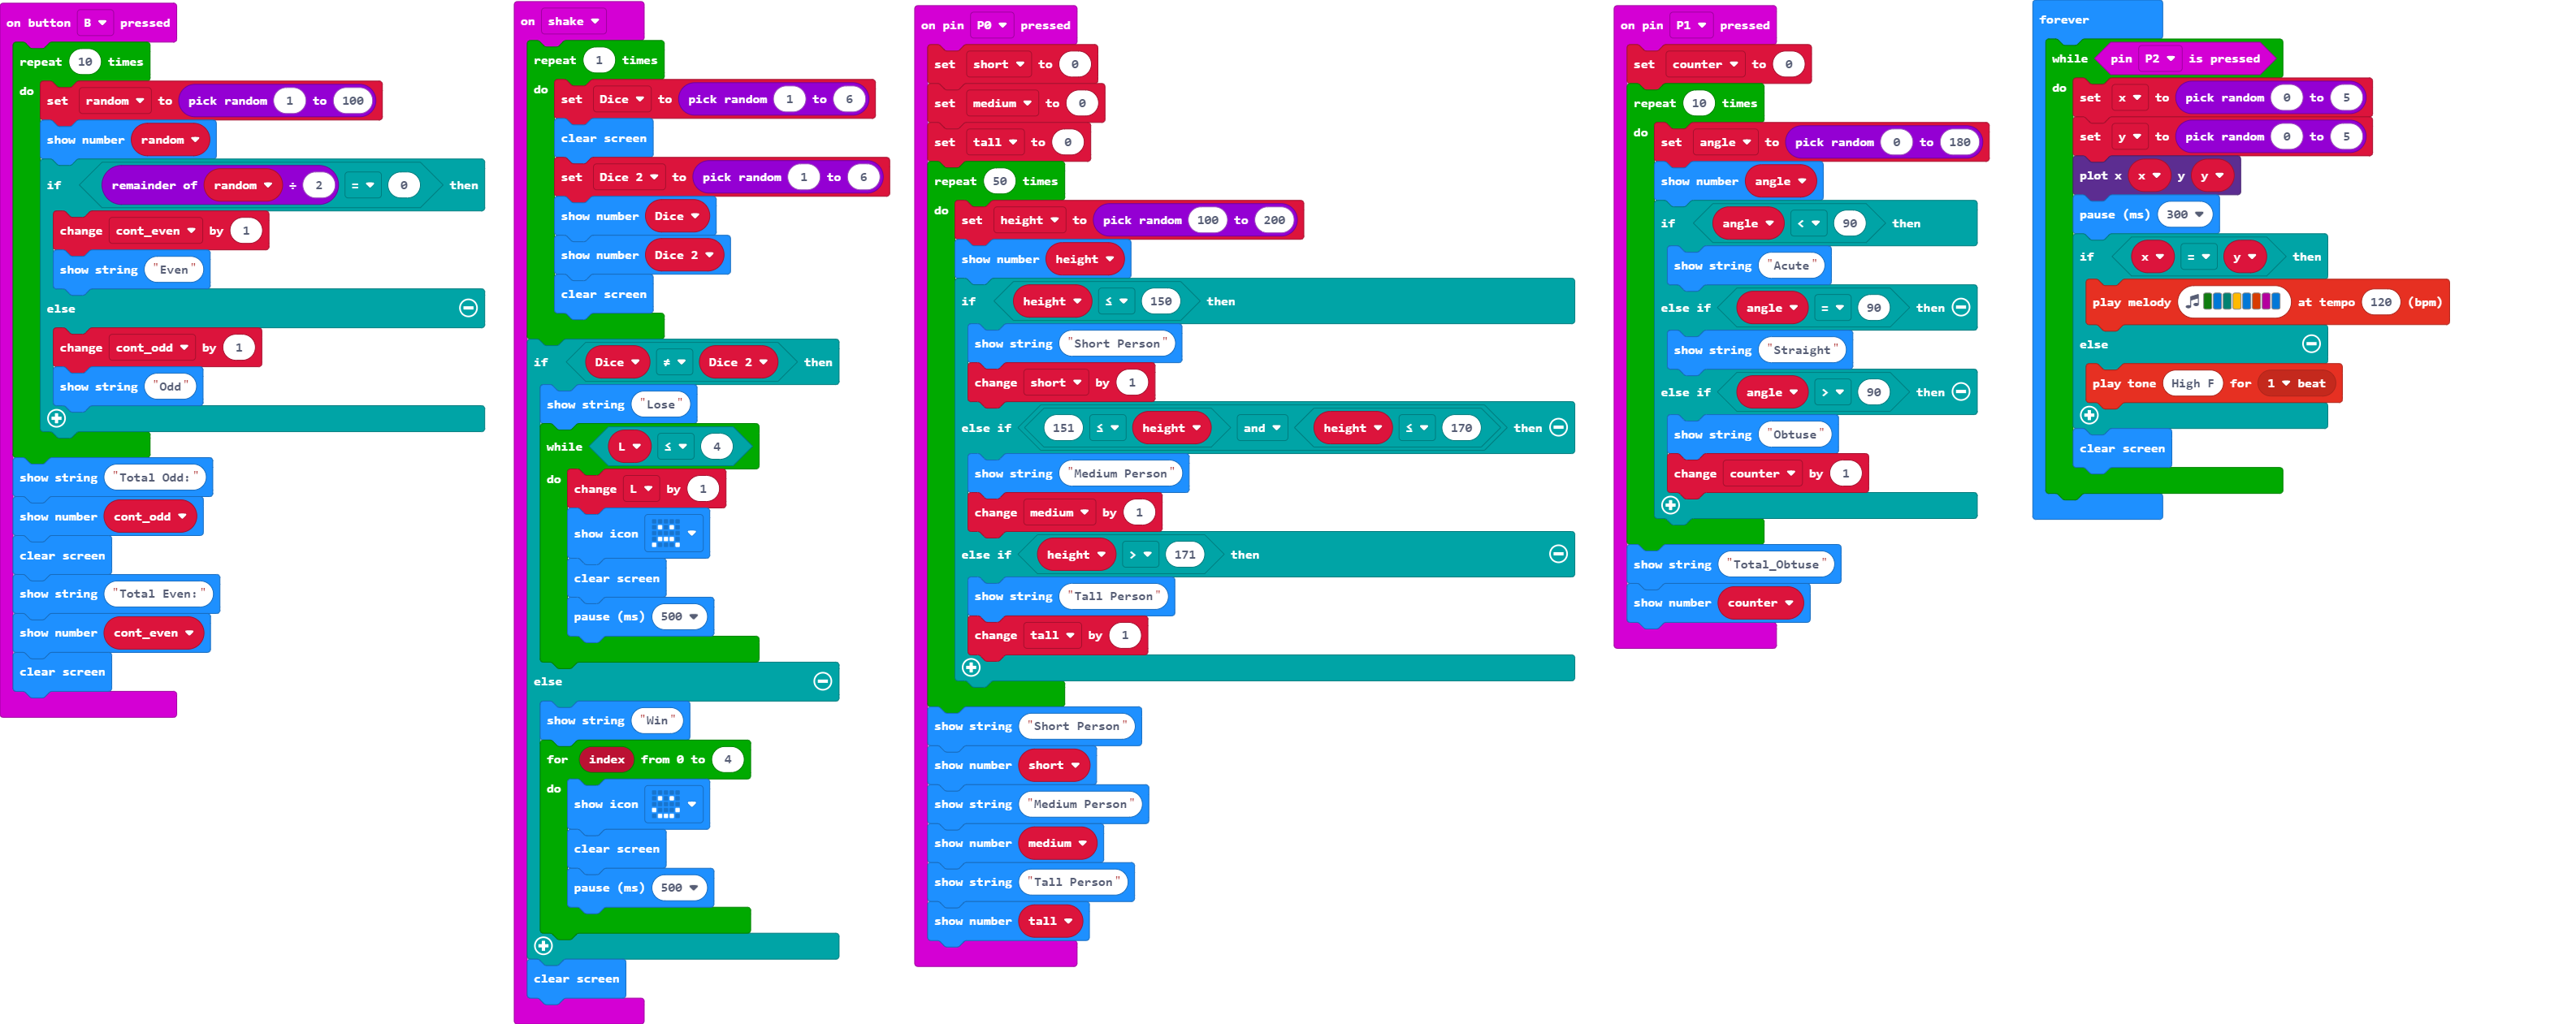 on button B pressed
repeat 10 times
do
set random to pick random 1 to 100
show number random
if remainder of random ÷ 2 = 0 then
change cont_even by 1
show string "Even"
else
change cont_odd by 1
show string "Odd"
show string "Total Odd:"
show number cont_odd
clear screen
show string "Total Even:"
show number cont_even
clear screen
on shake
repeat 1 times
do
set Dice to pick random 1 to 6
clear screen
set Dice 2 to pick random 1 to 6
show number Dice
show number Dice 2
clear screen
if Dice ≠ Dice 2 then
show string "Lose"
while L ≤ 4
do
change L by 1
show icon
clear screen
pause (ms) 500
else
show string "Win"
for index from 0 to 4
do
show icon
clear screen
pause (ms) 500
clear screen
on pin P0 pressed
set short to 0
set medium to 0
set tall to 0
repeat 50 times
do
set height to pick random 100 to 200
show number height
if height ≤ 150 then
show string "Short Person"
change short by 1
else if 151 ≤ height and height ≤ 170 then
show string "Medium Person"
change medium by 1
else if height > 171 then
show string "Tall Person"
change tall by 1
show string "Short Person"
show number short
show string "Medium Person"
show number medium
show string "Tall Person"
show number tall
on pin P1 pressed
set counter to 0
repeat 10 times
do
set angle to pick random 0 to 180
show number angle
if angle < 90 then
show string "Acute"
else if angle = 90 then
show string "Straight"
else if angle > 90 then
show string "Obtuse"
change counter by 1
show string "Total_Obtuse"
show number counter
forever
while pin P2 is pressed
do
set x to pick random 0 to 5
set y to pick random 0 to 5
plot x x y y
pause (ms) 300
if x = y then
play melody at tempo 120 (bpm)
else
play tone High F for 1 beat
clear screen